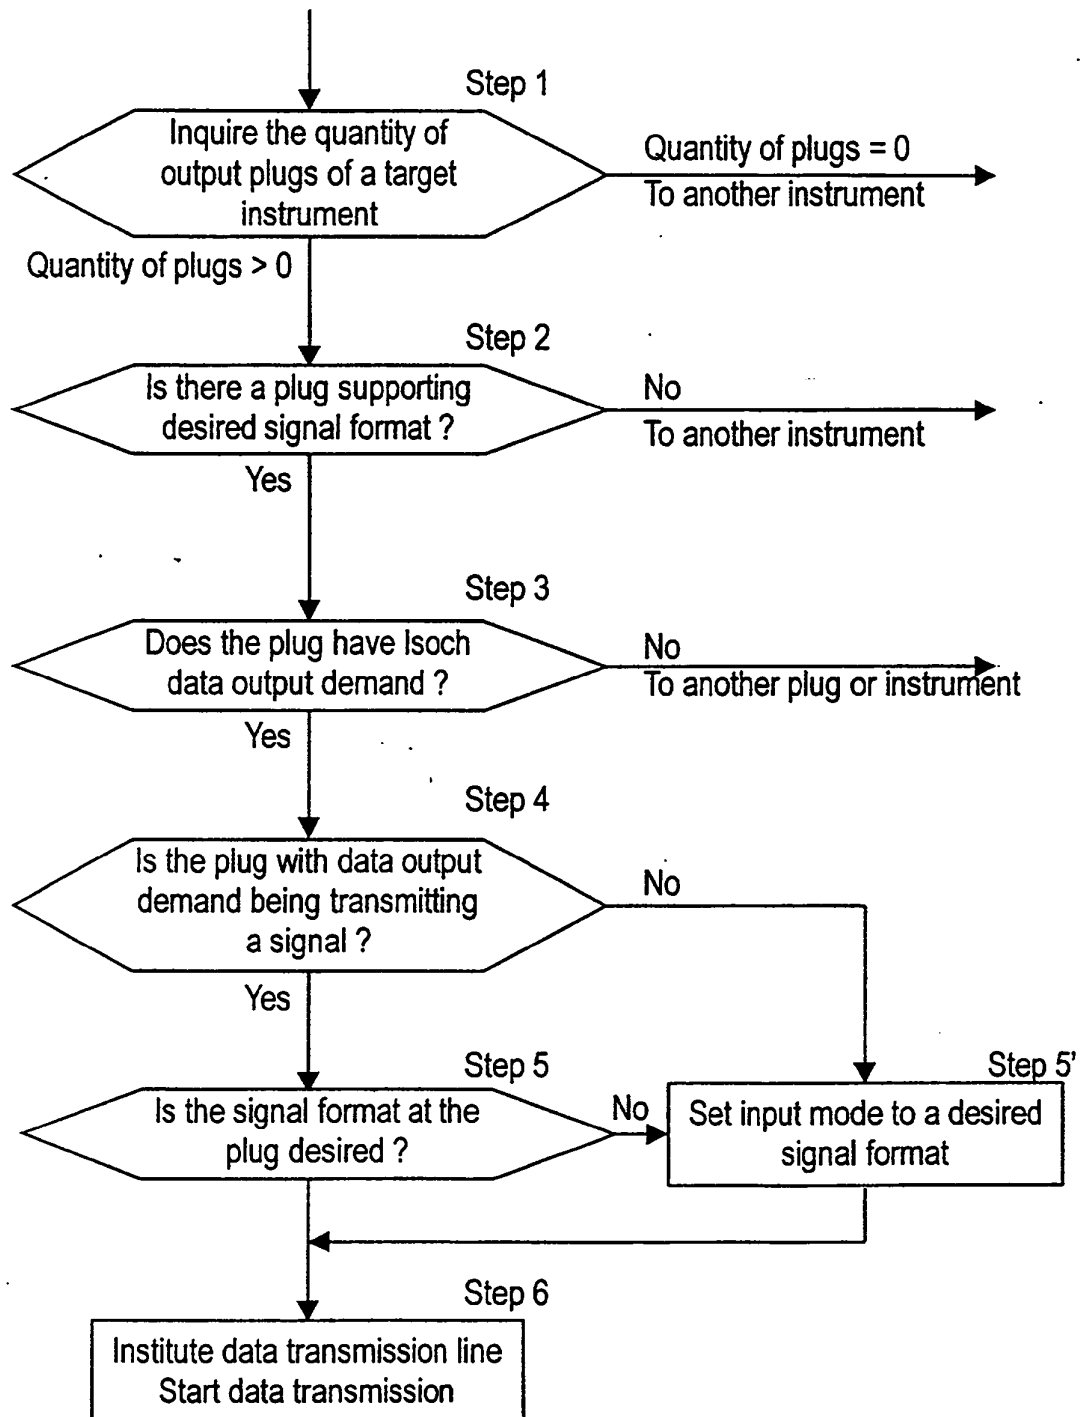 Step 1
Inquire the quantity of
output plugs of a target
instrument
Quantity of plugs = 0
To another instrument
Quantity of plugs > 0
Step 2
Is there a plug supporting
desired signal format ?
No
To another instrument
Yes
Step 3
Does the plug have Isoch
data output demand ?
No
To another plug or instrument
Yes
Step 4
Is the plug with data output
demand being transmitting
a signal ?
No
Yes
Step 5
Is the signal format at the
plug desired ?
No
Step 5'
Set input mode to a desired
signal format
Step 6
Institute data transmission line
Start data transmission